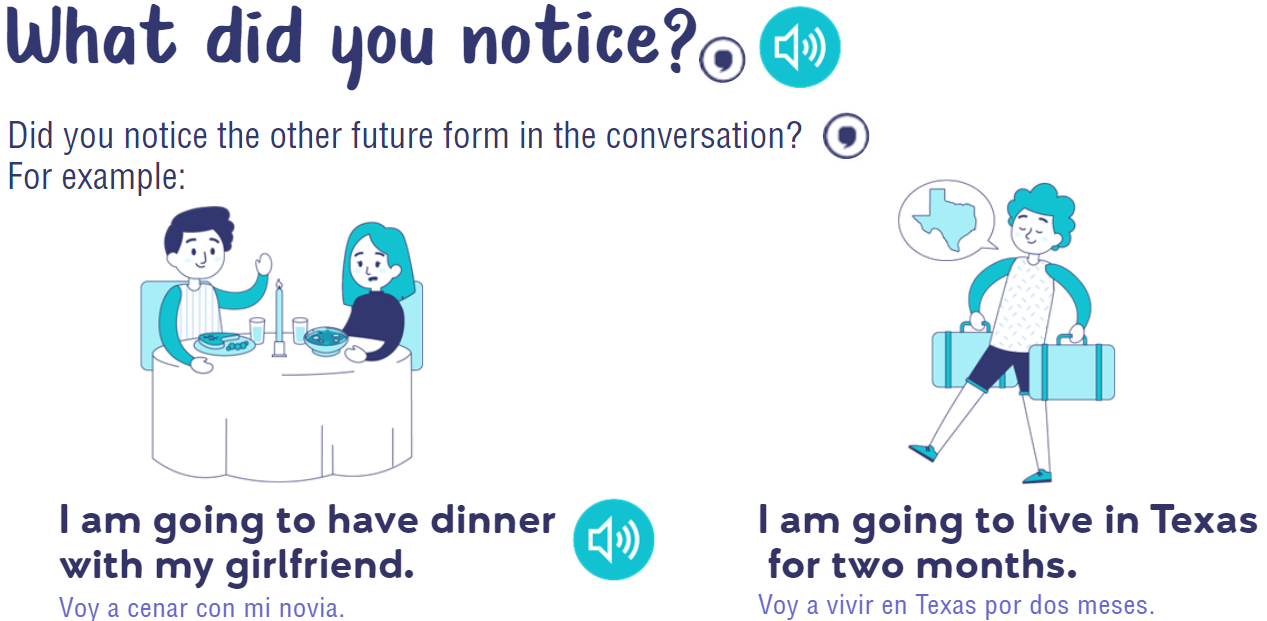 What did you notice?
Did you notice the other future form in the conversation?
For example:
I am going to have dinner
with my girlfriend.
Voy a cenar con mi novia.
I am going to live in Texas
for two months.
Voy a vivir en Texas por dos meses.